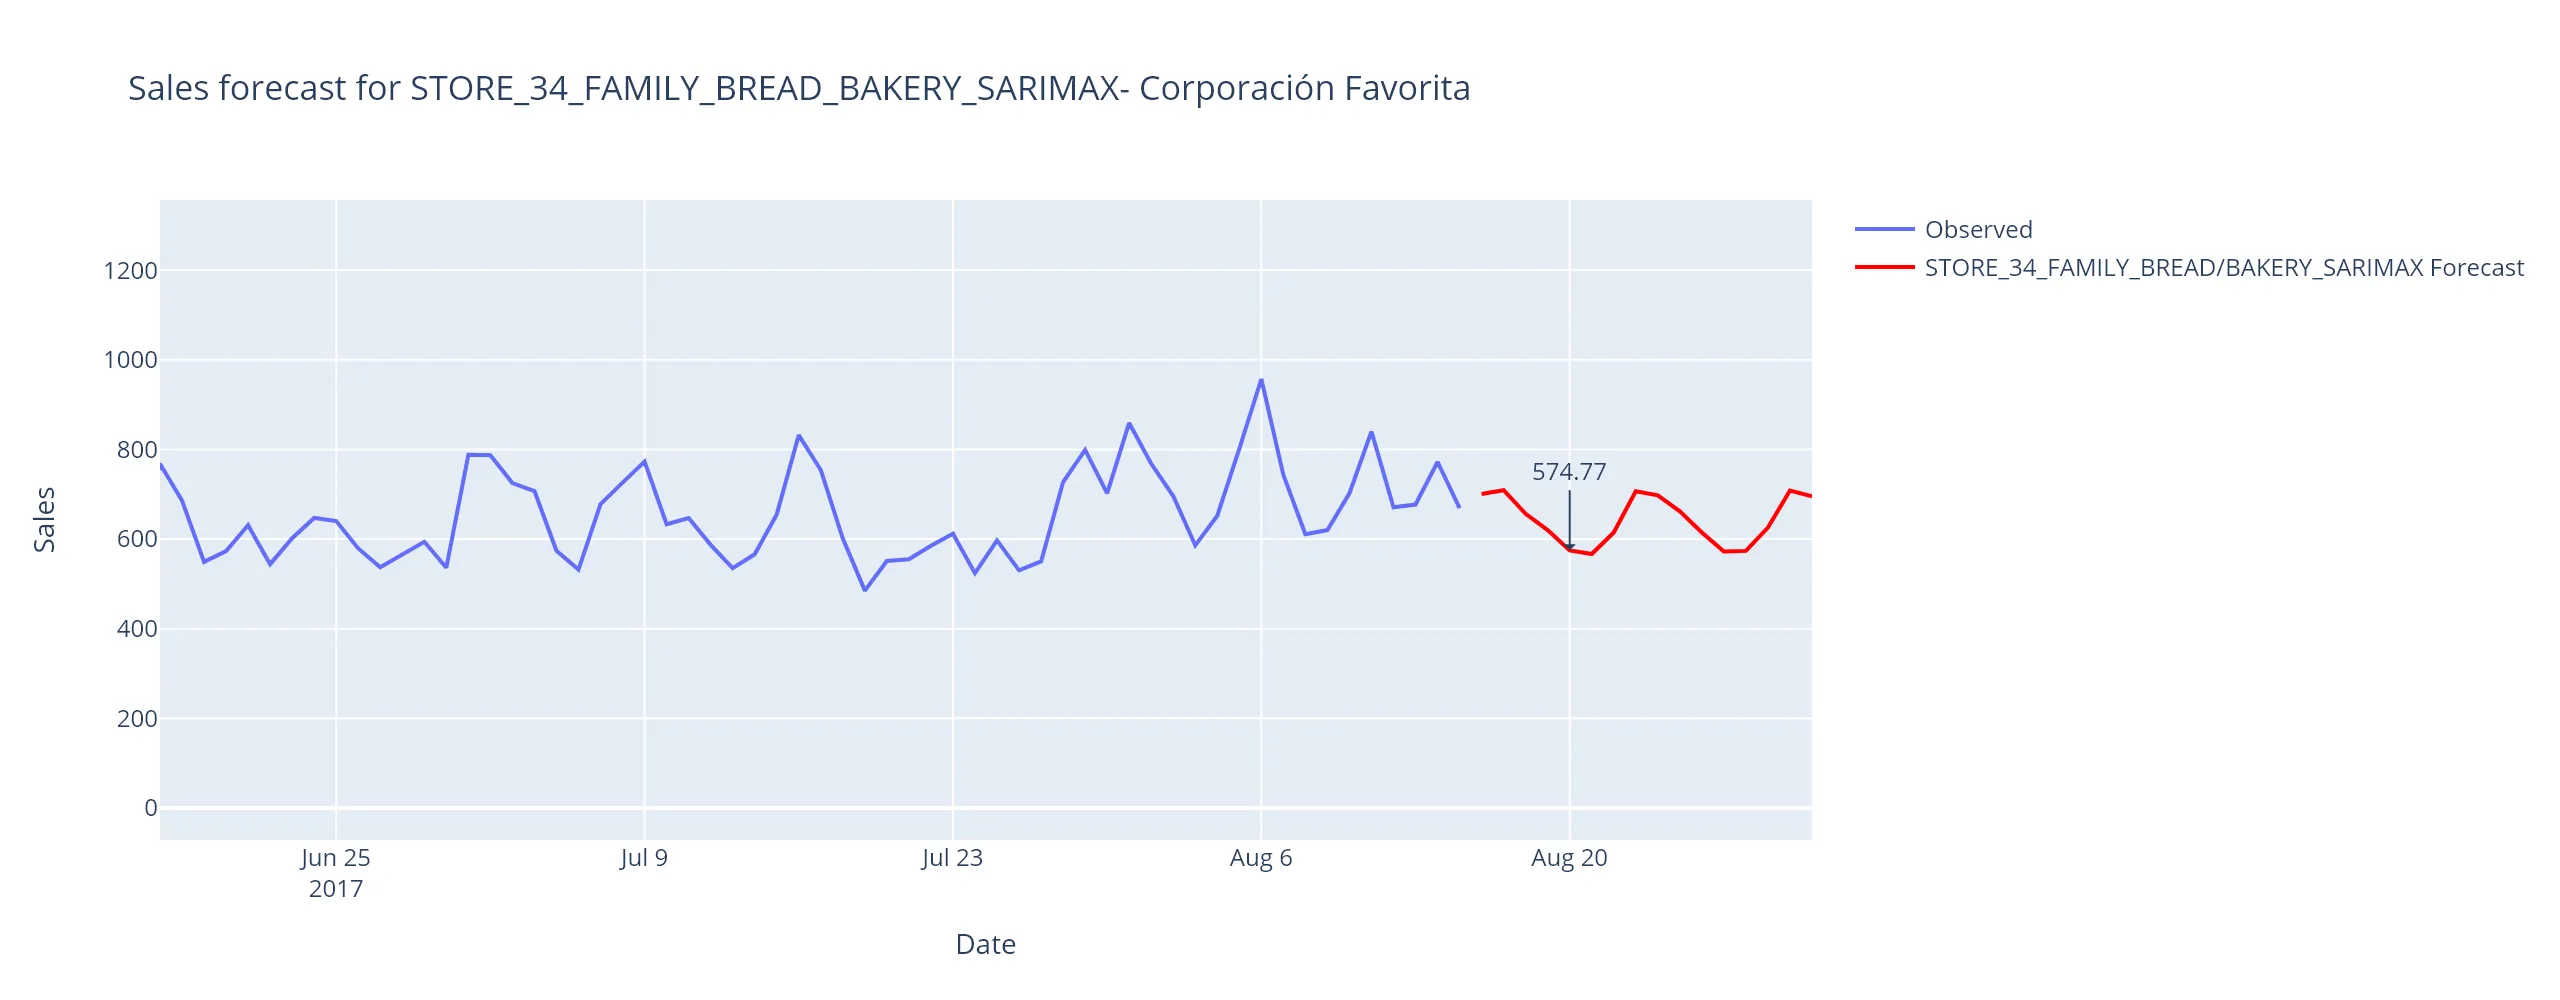 Sales forecast for STORE_34_FAMILY_BREAD_BAKERY_SARIMAX- Corporación Favorita
Observed
STORE_34_FAMILY_BREAD/BAKERY_SARIMAX Forecast
1200
1000
800
600
400
200
0
Sales
574.77
Jun 25
2017
Jul 9
Jul 23
Aug 6
Aug 20
Date